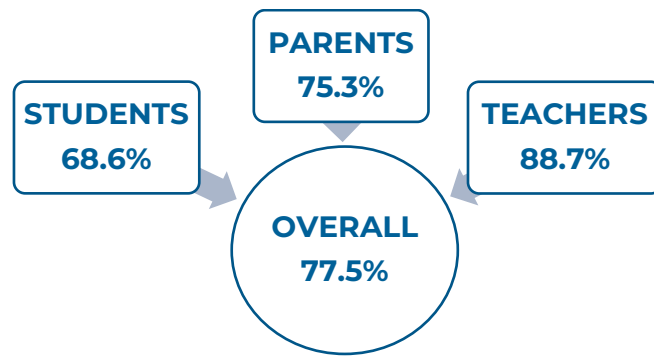 PARENTS
75.3%
STUDENTS
68.6%
TEACHERS
88.7%
OVERALL
77.5%